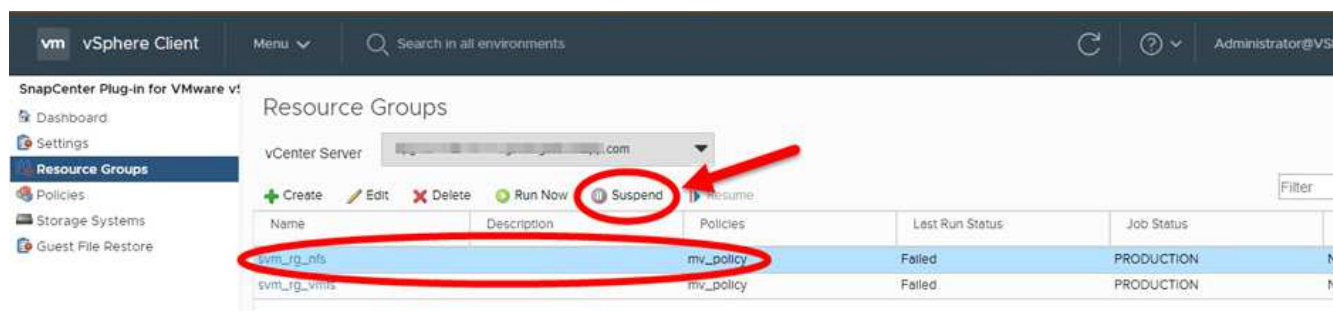 vm vSphere Client Menu Search in all environments Administrator@VS
SnapCenter Plug-in for VMware vS
Dashboard
Settings
Resource Groups
Policies
Storage Systems
Guest File Restore
Resource Groups
vCenter Server .com
Create Edit Delete Run Now Suspend Resume
Filter
Name Description Policies Last Run Status Job Status
svm_rg_nfs mv_policy Failed PRODUCTION N
svm_rg_vmfs mv_policy Failed PRODUCTION N